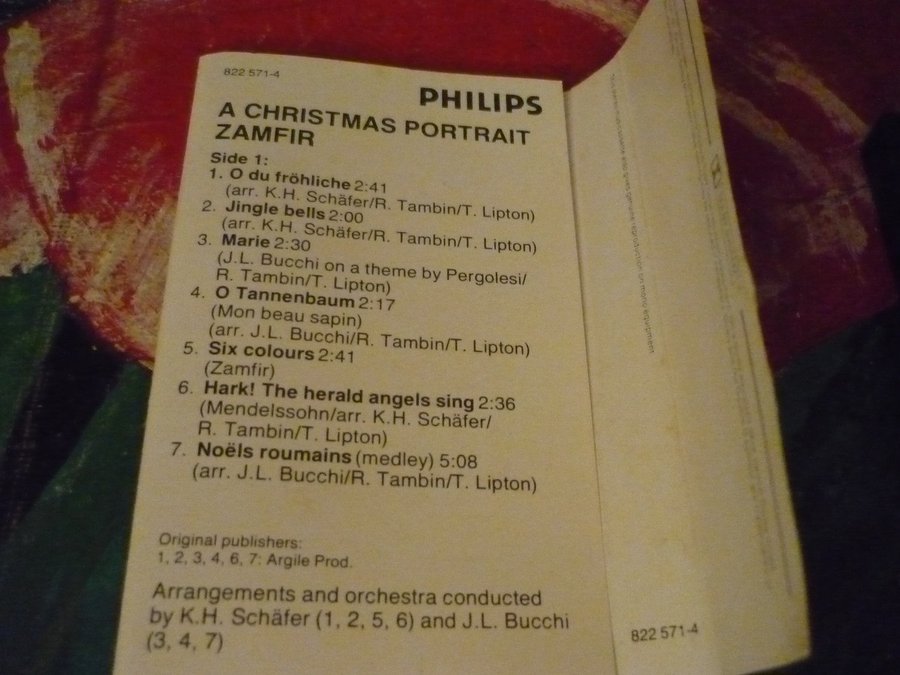 822 571-4
PHILIPS
A CHRISTMAS PORTRAIT
ZAMFIR
Side 1:
1. O du fröhliche 2:41
(arr. K.H. Schäfer/R. Tambin/T. Lipton)
2. Jingle bells 2:00
(arr. K.H. Schäfer/R. Tambin/T. Lipton)
3. Marie 2:30
(J.L. Bucchi on a theme by Pergolesi/
R. Tambin/T. Lipton)
4. O Tannenbaum 2:17
(Mon beau sapin)
(arr. J.L. Bucchi/R. Tambin/T. Lipton)
5. Six colours 2:41
(Zamfir)
6. Hark! The herald angels sing 2:36
(Mendelssohn/arr. K.H. Schäfer/
R. Tambin/T. Lipton)
7. Noëls roumains (medley) 5:08
(arr. J.L. Bucchi/R. Tambin/T. Lipton)
Original publishers:
1, 2, 3, 4, 6, 7: Argile Prod.
Arrangements and orchestra conducted
by K.H. Schäfer (1, 2, 5, 6) and J.L. Bucchi
(3, 4, 7)
822 571-4